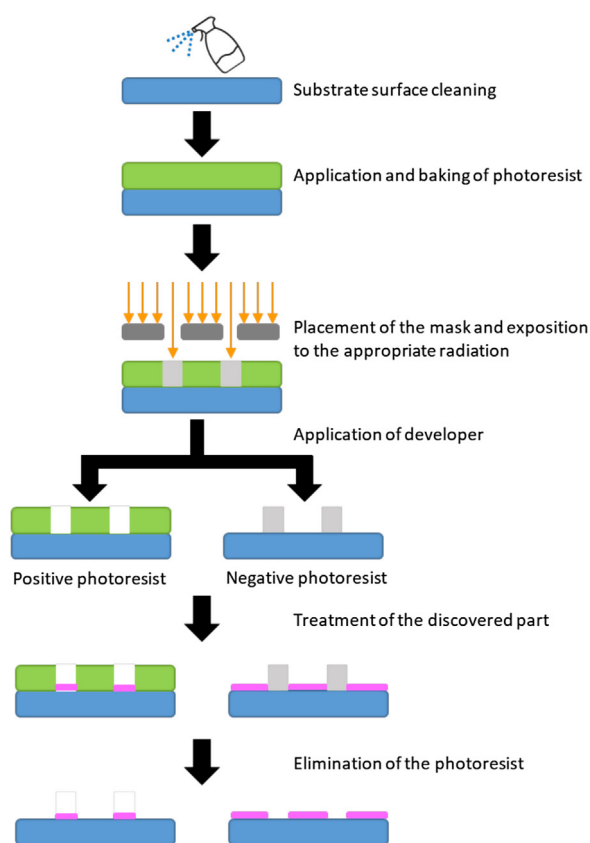 Substrate surface cleaning
Application and baking of photoresist
Placement of the mask and exposition
to the appropriate radiation
Application of developer
Positive photoresist
Negative photoresist
Treatment of the discovered part
Elimination of the photoresist